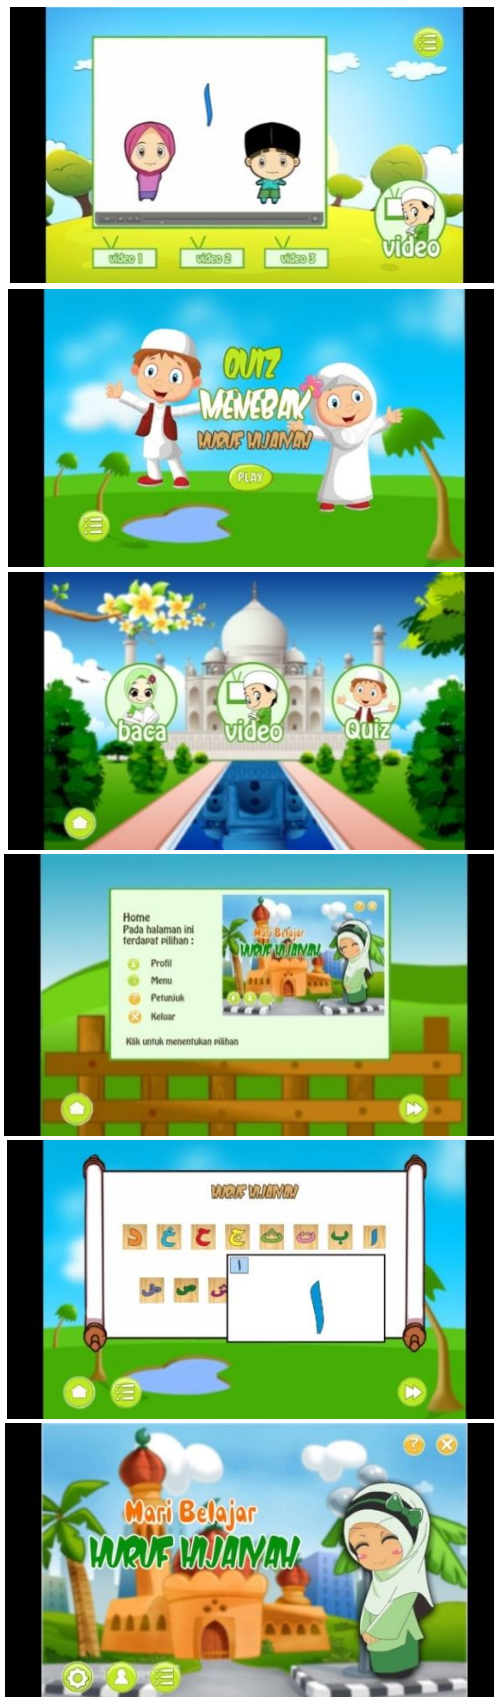 ا
video 1
video 2
video 3
video
QUIZ
MENEBAK
HURUF HIJAIYAH
PLAY
baca
video
Quiz
Home
Pada halaman ini
terdapat pilihan :
Profil
Menu
? Petunjuk
Keluar
Klik untuk menentukan pilihan
Mari Belajar
HURUF HIJAIYAH
HURUF HIJAIYAH
ا ب ت ث ج ح خ د
ا
ا
?
Mari Belajar
HURUF HIJAIYAH